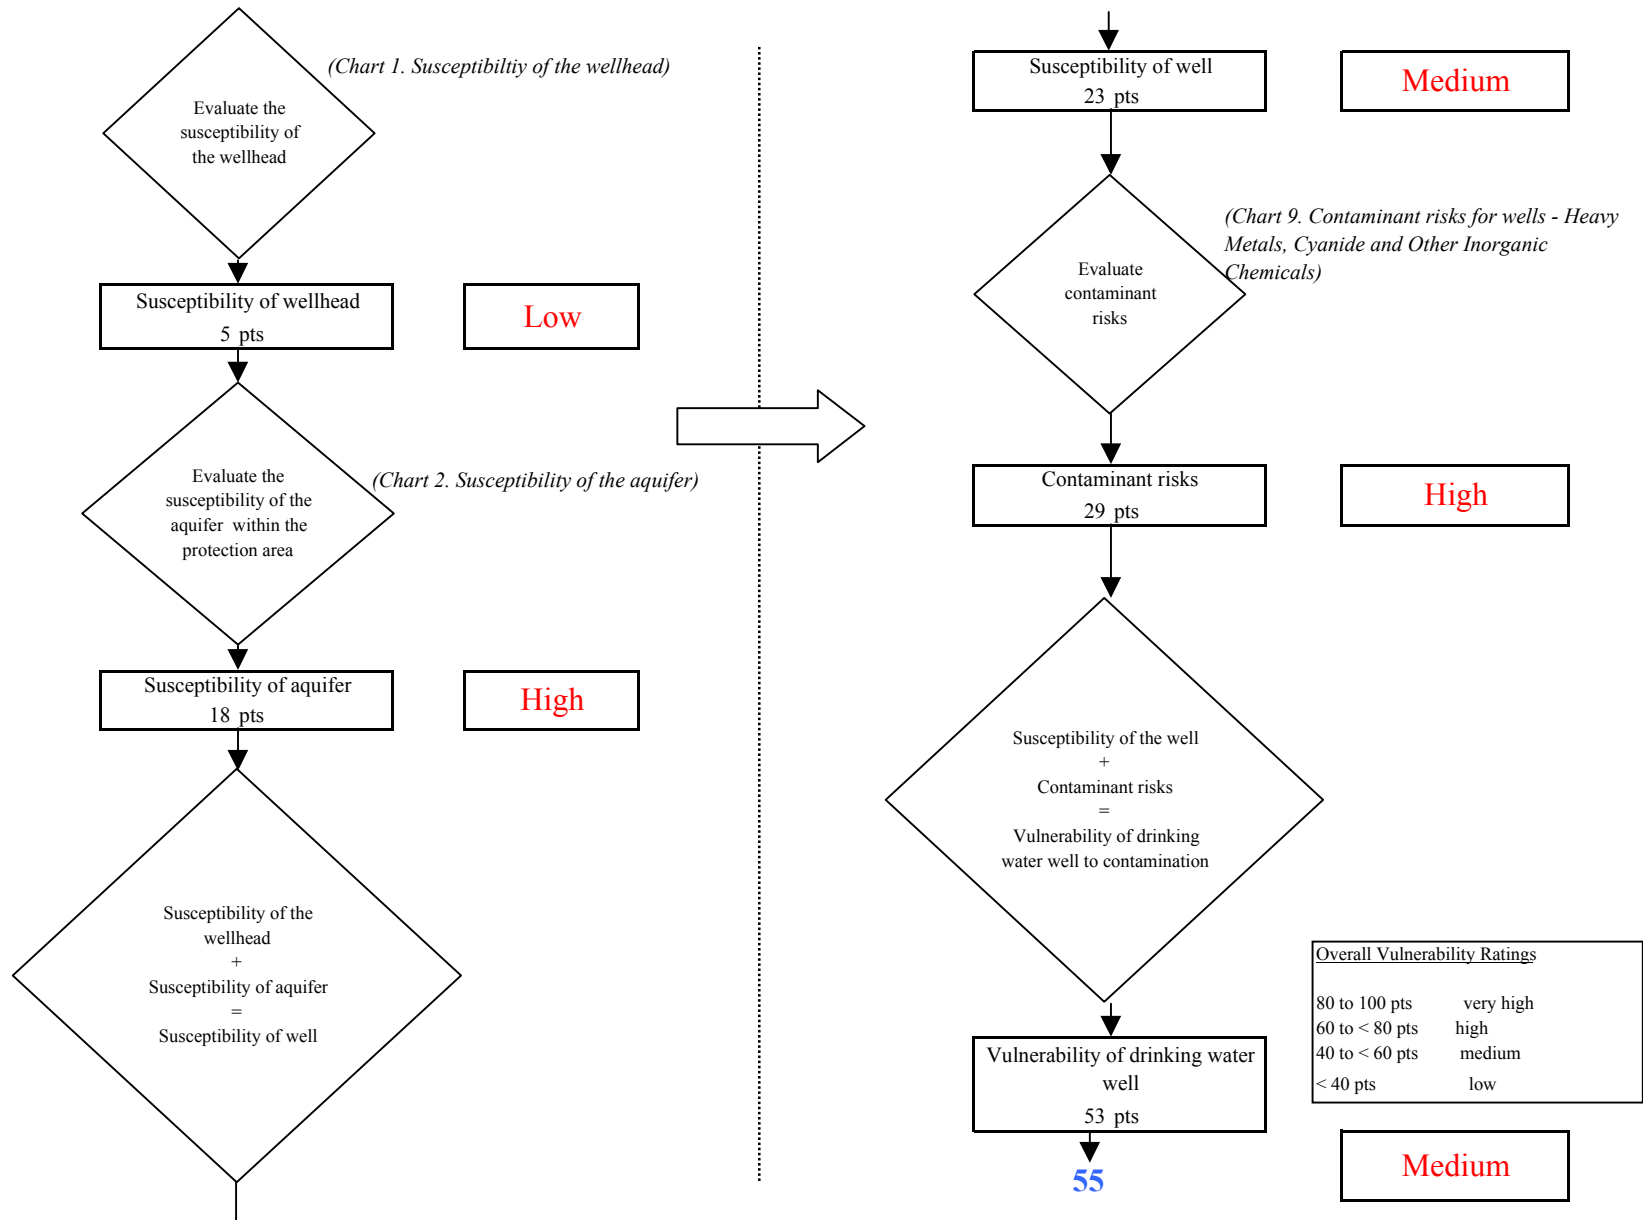 (Chart 1. Susceptibiltiy of the wellhead)
Evaluate the
susceptibility of
the wellhead
Susceptibility of wellhead
5 pts
Low
Evaluate the
susceptibility of the
aquifer within the
protection area
(Chart 2. Susceptibility of the aquifer)
Susceptibility of aquifer
18 pts
High
Susceptibility of the
wellhead
+
Susceptibility of aquifer
=
Susceptibility of well
Susceptibility of well
23 pts
Medium
(Chart 9. Contaminant risks for wells - Heavy
Metals, Cyanide and Other Inorganic
Chemicals)
Evaluate
contaminant
risks
Contaminant risks
29 pts
High
Susceptibility of the well
+
Contaminant risks
=
Vulnerability of drinking
water well to contamination
Overall Vulnerability Ratings
80 to 100 pts very high
60 to < 80 pts high
40 to < 60 pts medium
< 40 pts low
Vulnerability of drinking water
well
53 pts
55
Medium